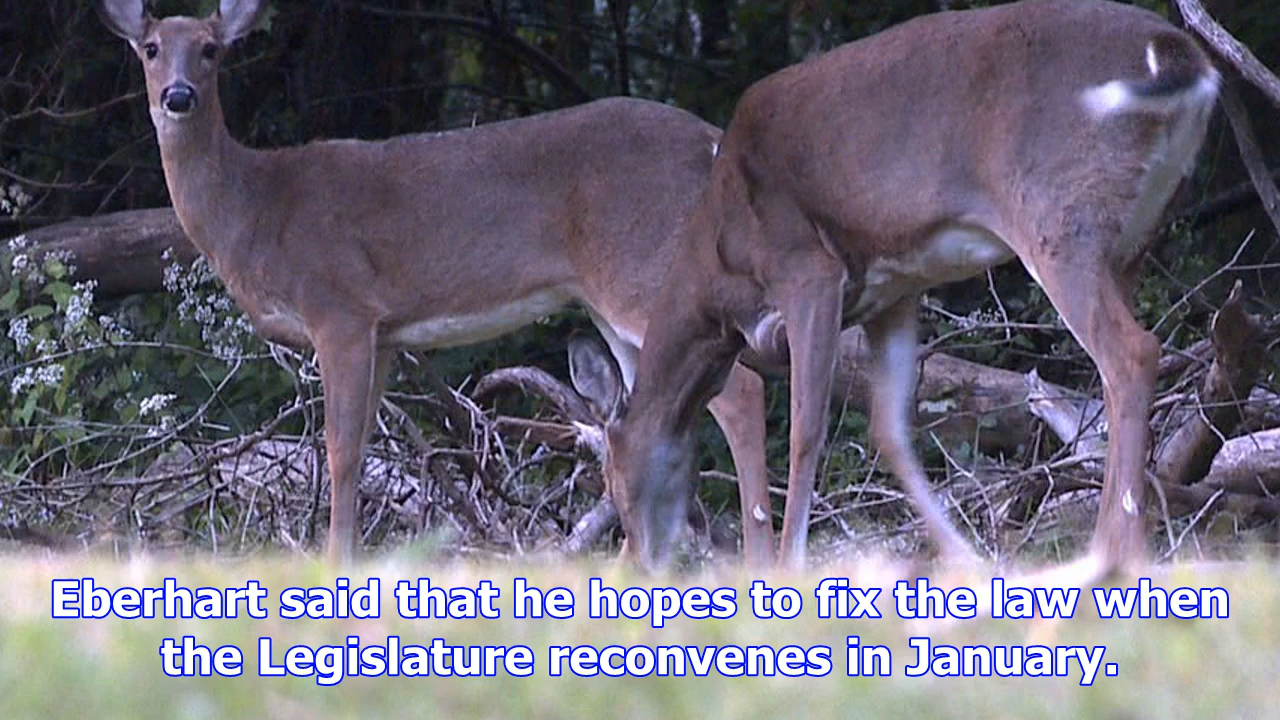 Eberhart said that he hopes to fix the law when
the Legislature reconvenes in January.